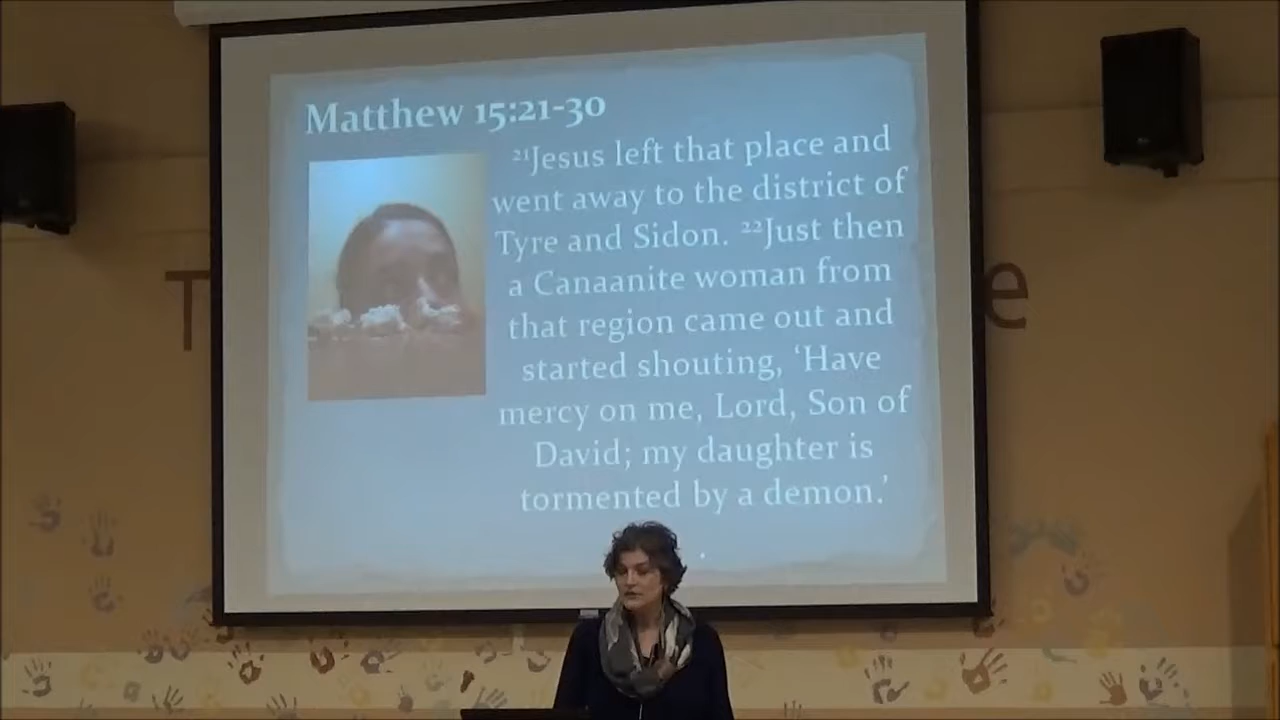 Matthew 15:21-30
²¹Jesus left that place and
went away to the district of
Tyre and Sidon. ²²Just then
a Canaanite woman from
that region came out and
started shouting, ‘Have
mercy on me, Lord, Son of
David; my daughter is
tormented by a demon.’